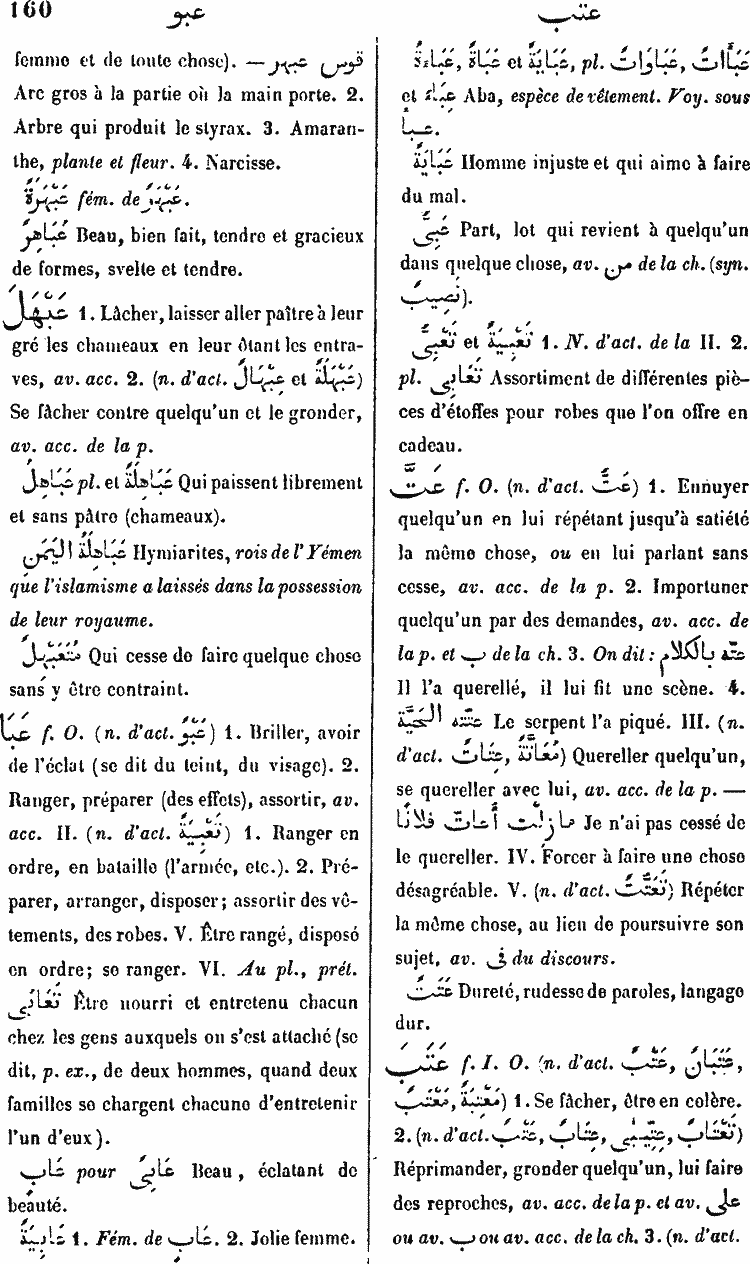 160
عبو
عتب
femme et de toute chose). — قوس عبهر
Arc gros à la partie où la main porte. 2.
Arbre qui produit le styrax. 3. Amaran-
the, plante et fleur. 4. Narcisse.
عَبْهَرَةٌ fém. de عَبْهَرٌ.
عُبَاهِرٌ Beau, bien fait, tendre et gracieux
de formes, svelte et tendre.
عَبْهَلَ 1. Lâcher, laisser aller paître à leur
gré les chameaux en leur ôtant les entra-
ves, av. acc. 2. (n. d'act. عَبْهَلَةٌ et عِبْهَالٌ)
Se fâcher contre quelqu'un et le gronder,
av. acc. de la p.
عَبَاهِلُ pl. et عَبَاهِلَةٌ Qui paissent librement
et sans pâtre (chameaux).
عَبَاهِلَةُ اليَمَنِ Hymiarites, rois de l'Yémen
que l'islamisme a laissés dans la possession
de leur royaume.
مُتَعَبْهِلٌ Qui cesse de faire quelque chose
sans y être contraint.
عَبَا f. O. (n. d'act. عَبْوٌ) 1. Briller, avoir
de l'éclat (se dit du teint, du visage). 2.
Ranger, préparer (des effets), assortir, av.
acc. II. (n. d'act. تَعْبِيَةٌ) 1. Ranger en
ordre, en bataille (l'armée, etc.). 2. Pré-
parer, arranger, disposer; assortir des vê-
tements, des robes. V. Être rangé, disposé
en ordre; se ranger. VI. Au pl., prét.
تَعَابَى Être nourri et entretenu chacun
chez les gens auxquels on s'est attaché (se
dit, p. ex., de deux hommes, quand deux
familles se chargent chacune d'entretenir
l'un d'eux).
عَابٍ pour عَابِىٌ Beau, éclatant de
beauté.
عَابِيَةٌ 1. Fém. de عَابٍ. 2. Jolie femme.
عَبَاءَةٌ, عَبَاةٌ et عَبَايَةٌ, pl. عَبَاوَاتٌ, عَبَاآتٌ
et عَبَاءٌ Aba, espèce de vêtement. Voy. sous
عبأ.
عَبَايَةٌ Homme injuste et qui aime à faire
du mal.
عَبِىٌّ Part, lot qui revient à quelqu'un
dans quelque chose, av. من de la ch. (syn.
نَصِيبٌ).
تَعْبِيَةٌ et تَعْبِىٌّ 1. N. d'act. de la II. 2.
pl. تَعَابِى Assortiment de différentes piè-
ces d'étoffes pour robes que l'on offre en
cadeau.
عَتَّ f. O. (n. d'act. عَتٌّ) 1. Ennuyer
quelqu'un en lui répétant jusqu'à satiété
la même chose, ou en lui parlant sans
cesse, av. acc. de la p. 2. Importuner
quelqu'un par des demandes, av. acc. de
la p. et ب de la ch. 3. On dit : عتّه بالكلام
Il l'a querellé, il lui fit une scène. 4.
عتّته الحَيَّة Le serpent l'a piqué. III. (n.
d'act. مُعَاتَّةٌ, عِتَاتٌ) Quereller quelqu'un,
se quereller avec lui, av. acc. de la p. —
ما زِلْتُ أُعَاتُّ فُلَانًا Je n'ai pas cessé de
le quereller. IV. Forcer à faire une chose
désagréable. V. (n. d'act. تَعَتُّتٌ) Répéter
la même chose, au lieu de poursuivre son
sujet, av. فى du discours.
عَتَتٌ Dureté, rudesse de paroles, langage
dur.
عَتَبَ f. I. O. (n. d'act. عَتْبٌ, عَتَبَانٌ,
مَعْتَبٌ, مَعْتَبَةٌ) 1. Se fâcher, être en colère.
2. (n. d'act. عَتْبٌ, عِتَابٌ, عِتِّيبَى, تَعْتَابٌ)
Réprimander, gronder quelqu'un, lui faire
des reproches, av. acc. de la p. et av. على
ou av. ب ou av. acc. de la ch. 3. (n. d'act.